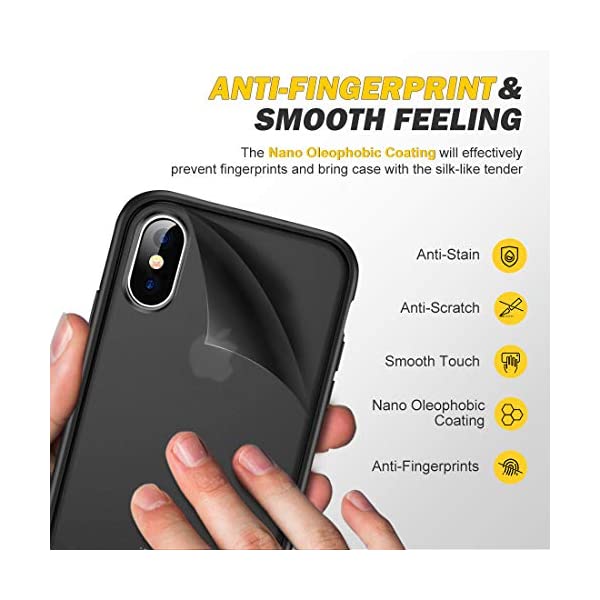 ANTI-FINGERPRINT &
SMOOTH FEELING
The Nano Oleophobic Coating will effectively
prevent fingerprints and bring case with the silk-like tender
Anti-Stain
Anti-Scratch
Smooth Touch
Nano Oleophobic
Coating
Anti-Fingerprints